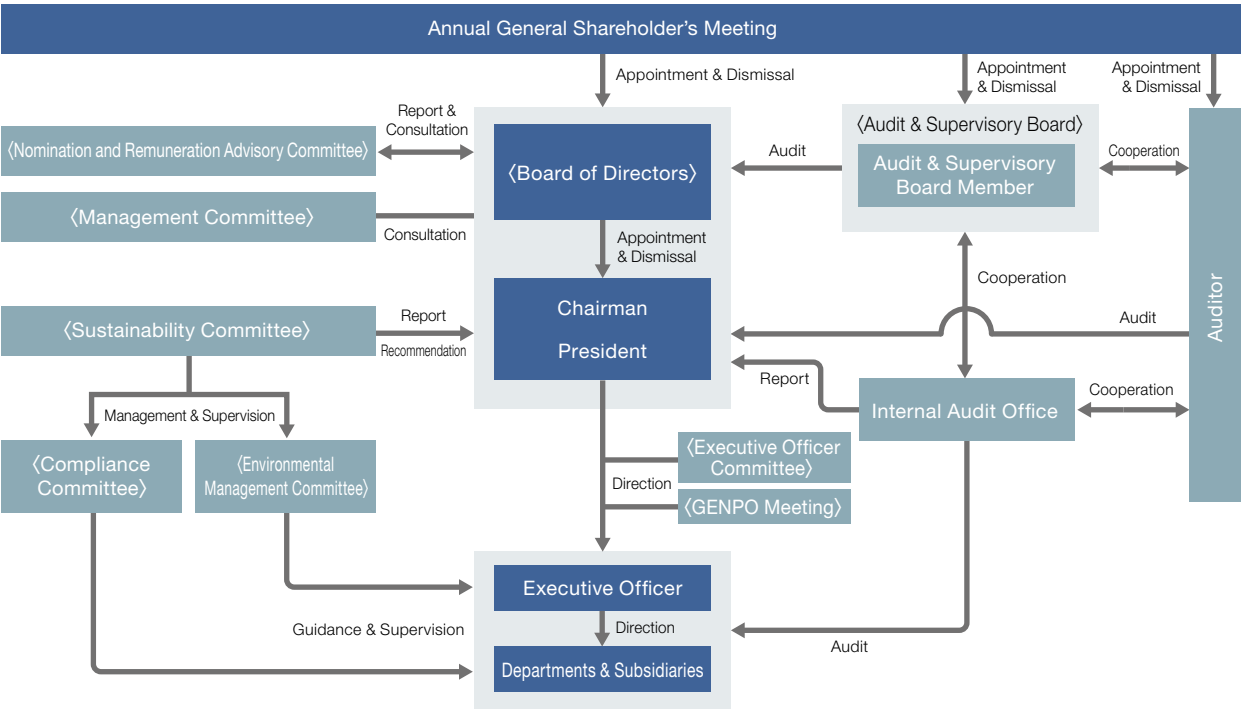 Annual General Shareholder's Meeting
Appointment & Dismissal
Appointment
& Dismissal
Appointment
& Dismissal
Report &
Consultation
〈Nomination and Remuneration Advisory Committee〉
〈Management Committee〉
Consultation
〈Board of Directors〉
Audit
〈Audit & Supervisory Board〉
Audit & Supervisory
Board Member
Cooperation
Appointment
& Dismissal
Cooperation
Chairman
President
〈Sustainability Committee〉
Report
Recommendation
Audit
Auditor
Report
Internal Audit Office
Cooperation
Management & Supervision
〈Compliance
Committee〉
〈Environmental
Management Committee〉
〈Executive Officer
Committee〉
Direction
〈GENPO Meeting〉
Executive Officer
Guidance & Supervision
Direction
Audit
Departments & Subsidiaries